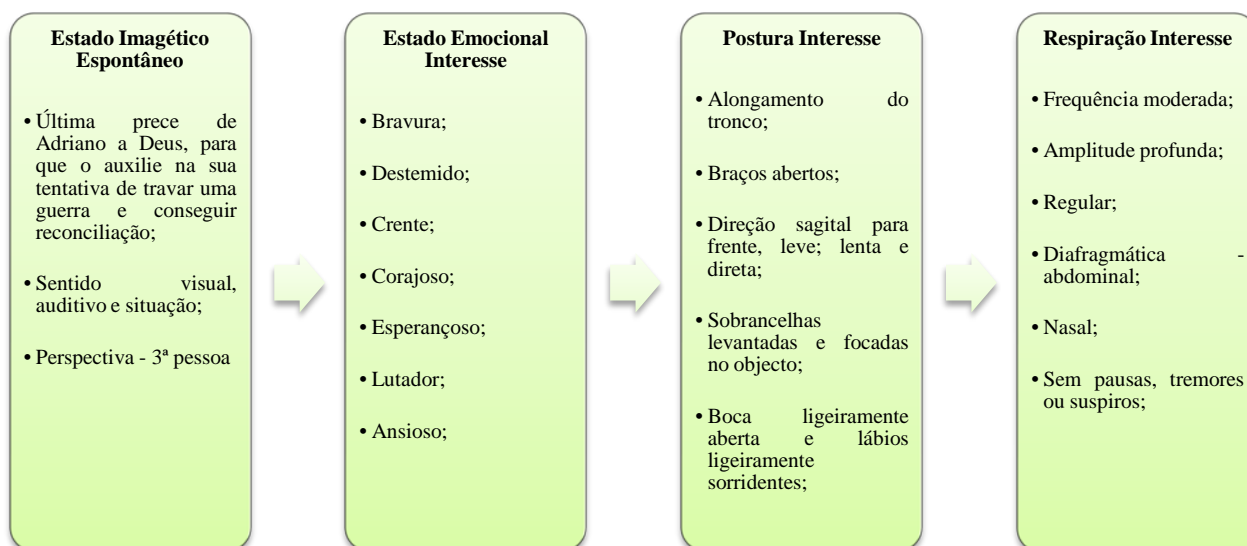 Estado Imagético
Espontâneo
• Última prece de
Adriano a Deus, para
que o auxilie na sua
tentativa de travar uma
guerra e conseguir
reconciliação;
• Sentido visual,
auditivo e situação;
• Perspectiva - 3ª pessoa
Estado Emocional
Interesse
• Bravura;
• Destemido;
• Crente;
• Corajoso;
• Esperançoso;
• Lutador;
• Ansioso;
Postura Interesse
• Alongamento do
tronco;
• Braços abertos;
• Direção sagital para
frente, leve; lenta e
direta;
• Sobrancelhas
levantadas e focadas
no objecto;
• Boca ligeiramente
aberta e lábios
ligeiramente
sorridentes;
Respiração Interesse
• Frequência moderada;
• Amplitude profunda;
• Regular;
• Diafragmática -
abdominal;
• Nasal;
• Sem pausas, tremores
ou suspiros;